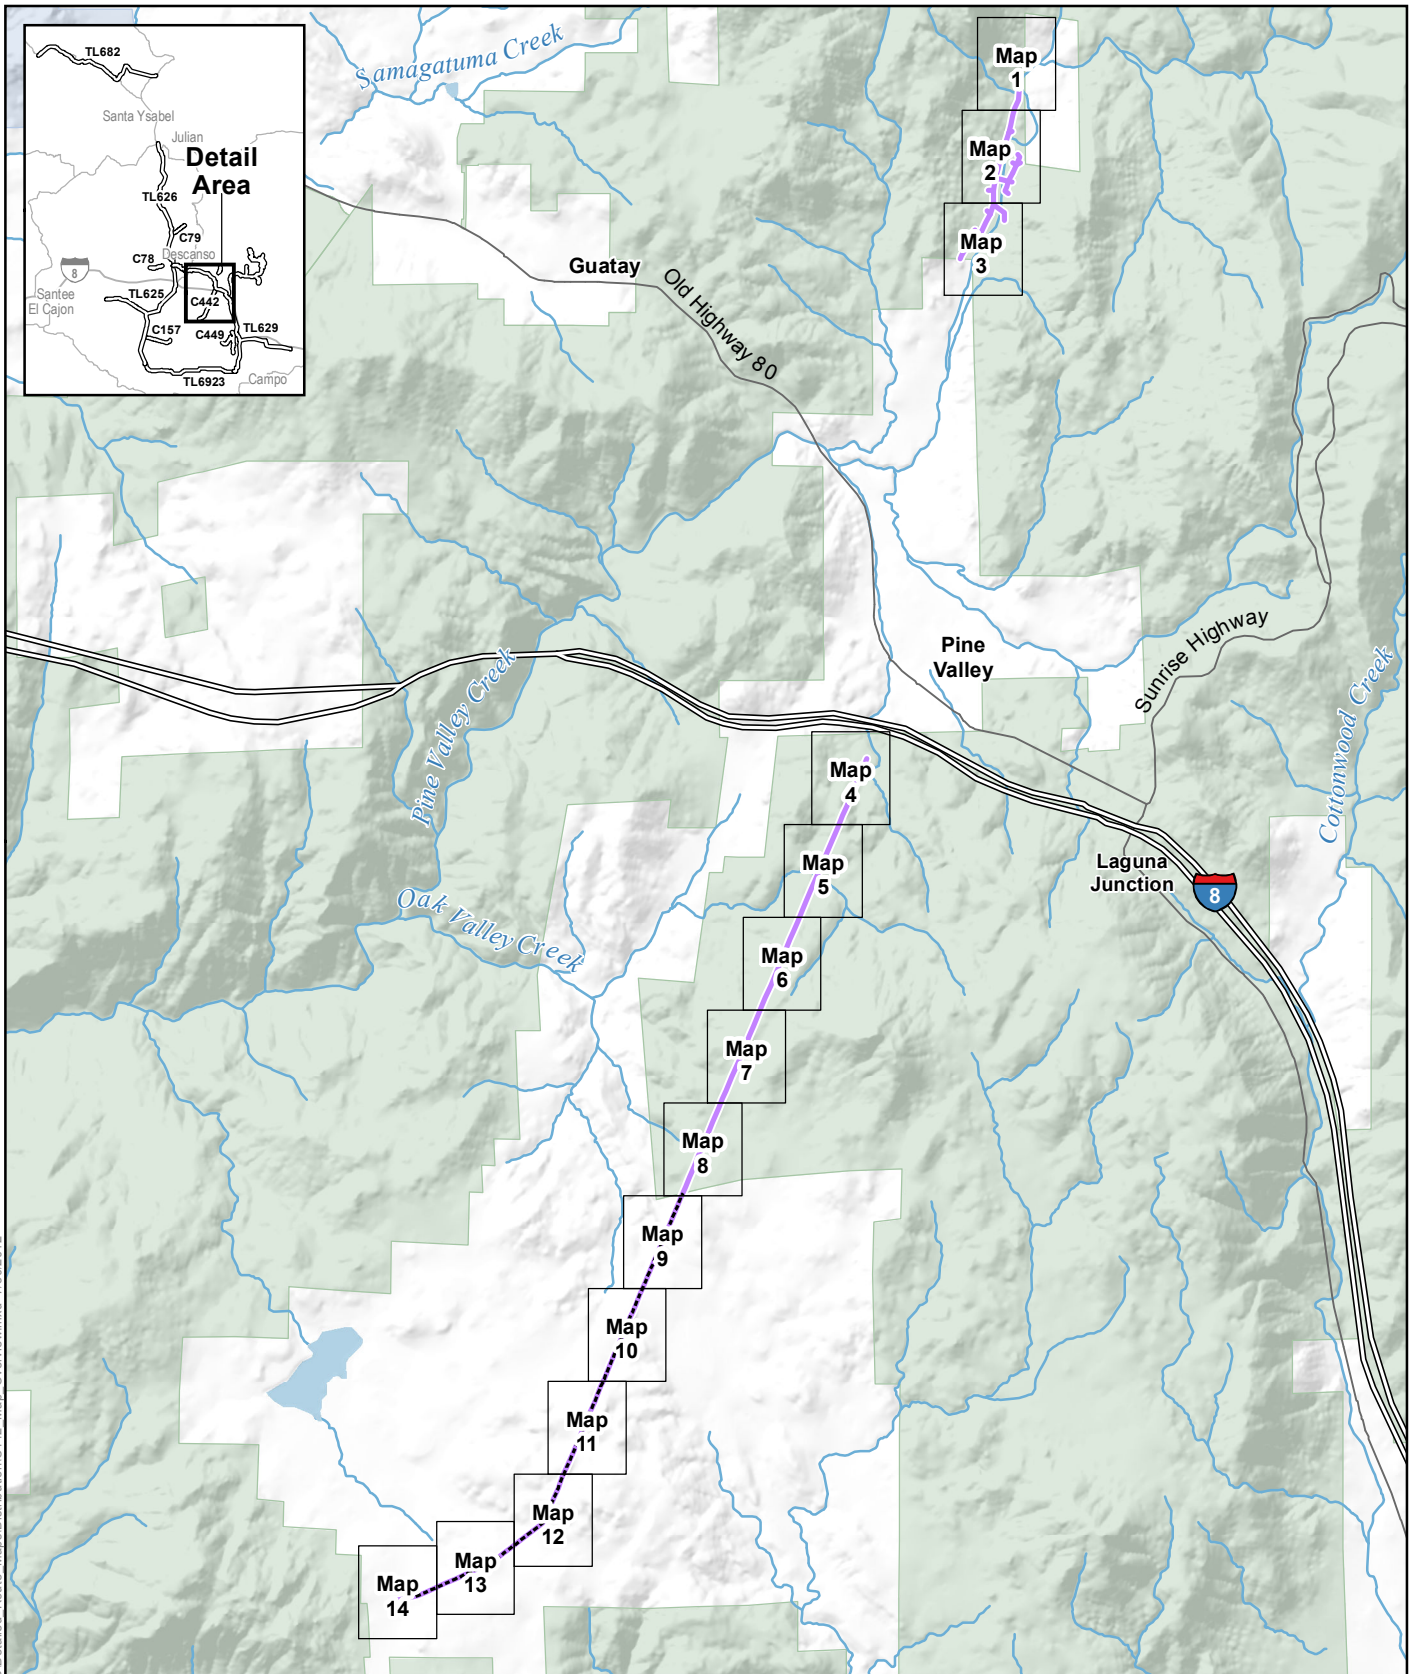 TL682
Santa Ysabel
Julian
Detail
Area
TL626
C79
C78
Descanso
8
Santee
El Cajon
TL625
C442
C157
C449
TL629
TL6923
Campo
Samagatuma Creek
Map
1
Map
2
Map
3
Guatay
Old Highway 80
Pine
Valley
Sunrise Highway
Cottonwood Creek
Pine Valley Creek
Map
4
Map
5
Laguna
Junction
8
Oak Valley Creek
Map
6
Map
7
Map
8
Map
9
Map
10
Map
11
Map
12
Map
13
Map
14